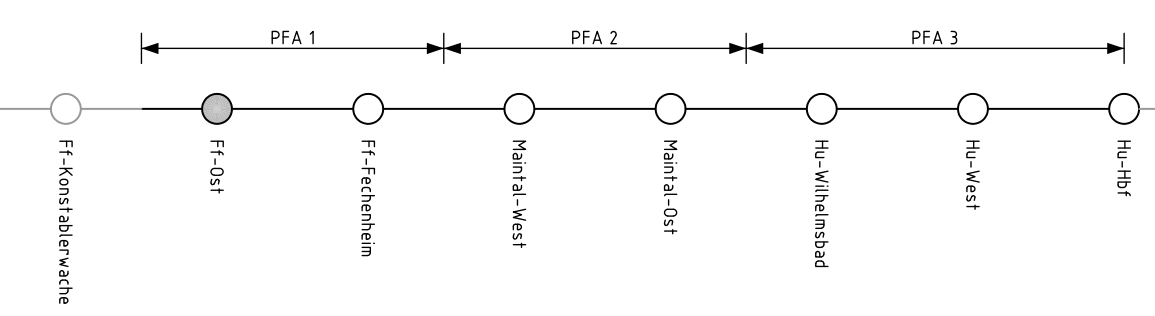 PFA 1
PFA 2
PFA 3
Ff-Konstablerwache
Ff-Ost
Ff-Fechenheim
Maintal-West
Maintal-Ost
Hu-Wilhelmsbad
Hu-West
Hu-Hbf